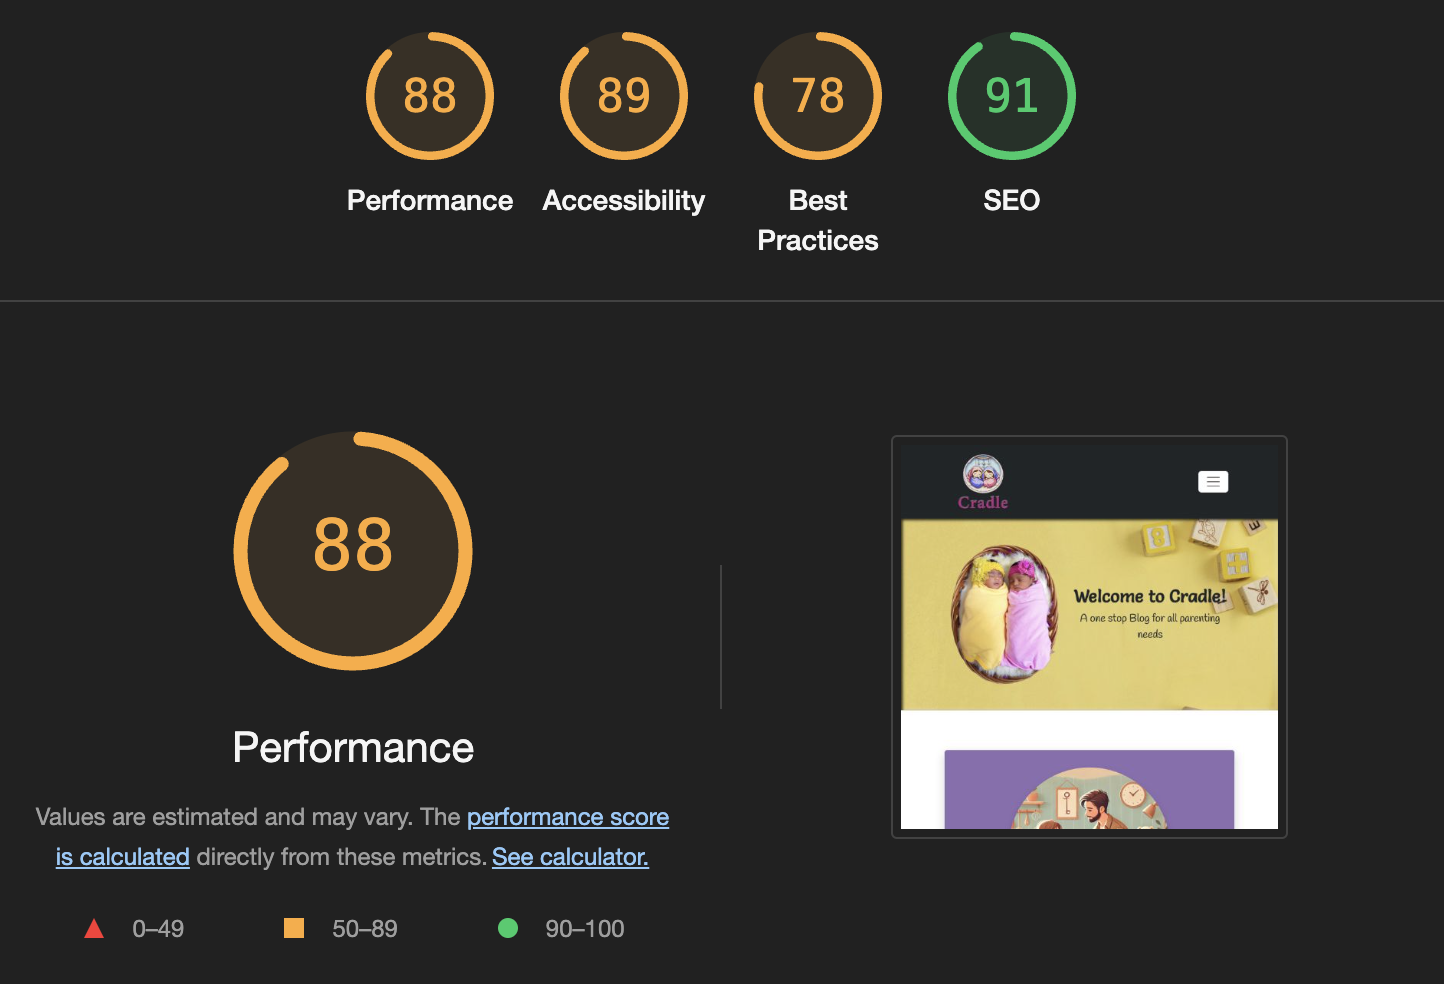 88
89
78
91
Performance
Accessibility
Best
Practices
SEO
88
Performance
Values are estimated and may vary. The performance score
is calculated directly from these metrics. See calculator.
0–49
50–89
90–100
Cradle
8
E
Welcome to Cradle!
A one stop Blog for all parenting
needs